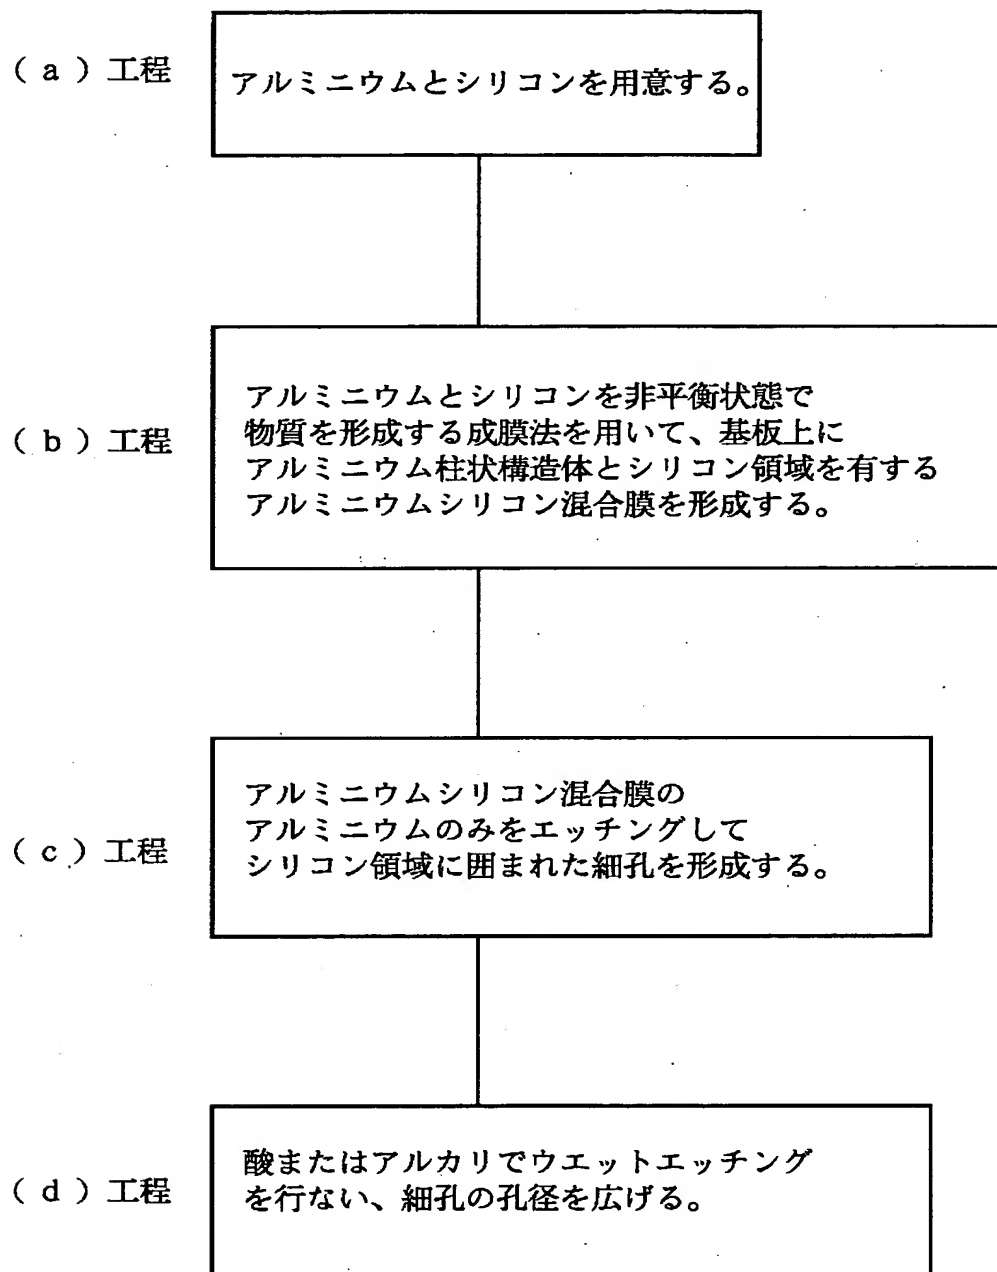 (a)工程
アルミニウムとシリコンを用意する。
(b)工程
アルミニウムとシリコンを非平衡状態で
物質を形成する成膜法を用いて、基板上に
アルミニウム柱状構造体とシリコン領域を有する
アルミニウムシリコン混合膜を形成する。
(c)工程
アルミニウムシリコン混合膜の
アルミニウムのみをエッチングして
シリコン領域に囲まれた細孔を形成する。
(d)工程
酸またはアルカリでウエットエッチング
を行ない、細孔の孔径を広げる。